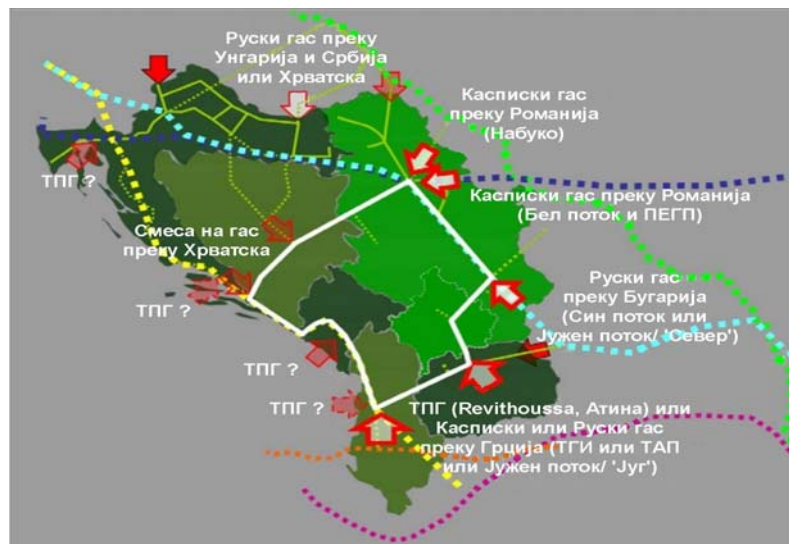 Руски гас преку
Унгарија и Србија
или Хрватска
Касписки гас
преку Романија
(Набуко)
ТПГ ?
Касписки гас преку Романија
(Бел поток и ПЕГП)
Смеса на гас
преку Хрватска
Руски гас
преку Бугарија
(Син поток или
Јужен поток/ 'Север')
ТПГ ?
ТПГ ?
ТПГ ?
ТПГ (Revithoussa, Атина) или
Касписки или Руски гас
преку Грција (ТГИ или ТАП
или Јужен поток/ 'Југ')